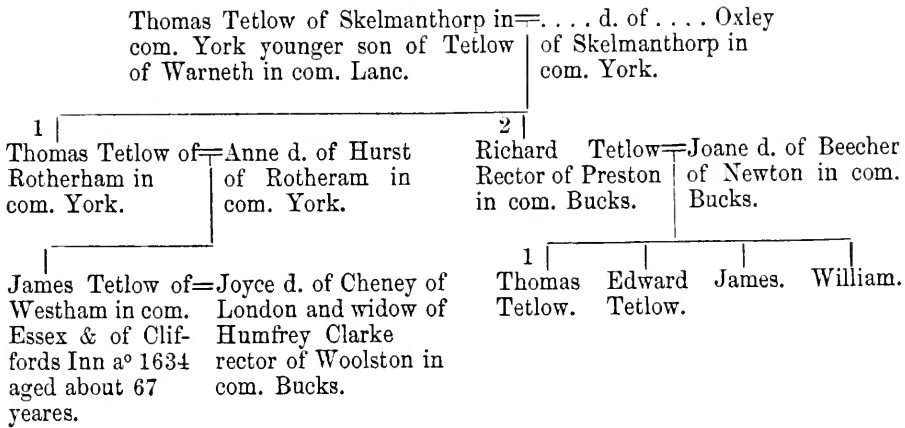 Thomas Tetlow of Skelmanthorp in=. . . . d. of . . . . Oxley
com. York younger son of Tetlow
of Warneth in com. Lanc.
of Skelmanthorp in
com. York.
1
Thomas Tetlow of=Anne d. of Hurst
Rotherham in
com. York.
of Rotheram in
com. York.
2
Richard Tetlow=Joane d. of Beecher
Rector of Preston
in com. Bucks.
of Newton in com.
Bucks.
James Tetlow of=Joyce d. of Cheney of
Westham in com.
Essex & of Clif-
fords Inn aº 1634
aged about 67
yeares.
London and widow of
Humfrey Clarke
rector of Woolston in
com. Bucks.
1
Thomas
Tetlow.
Edward
Tetlow.
James.
William.